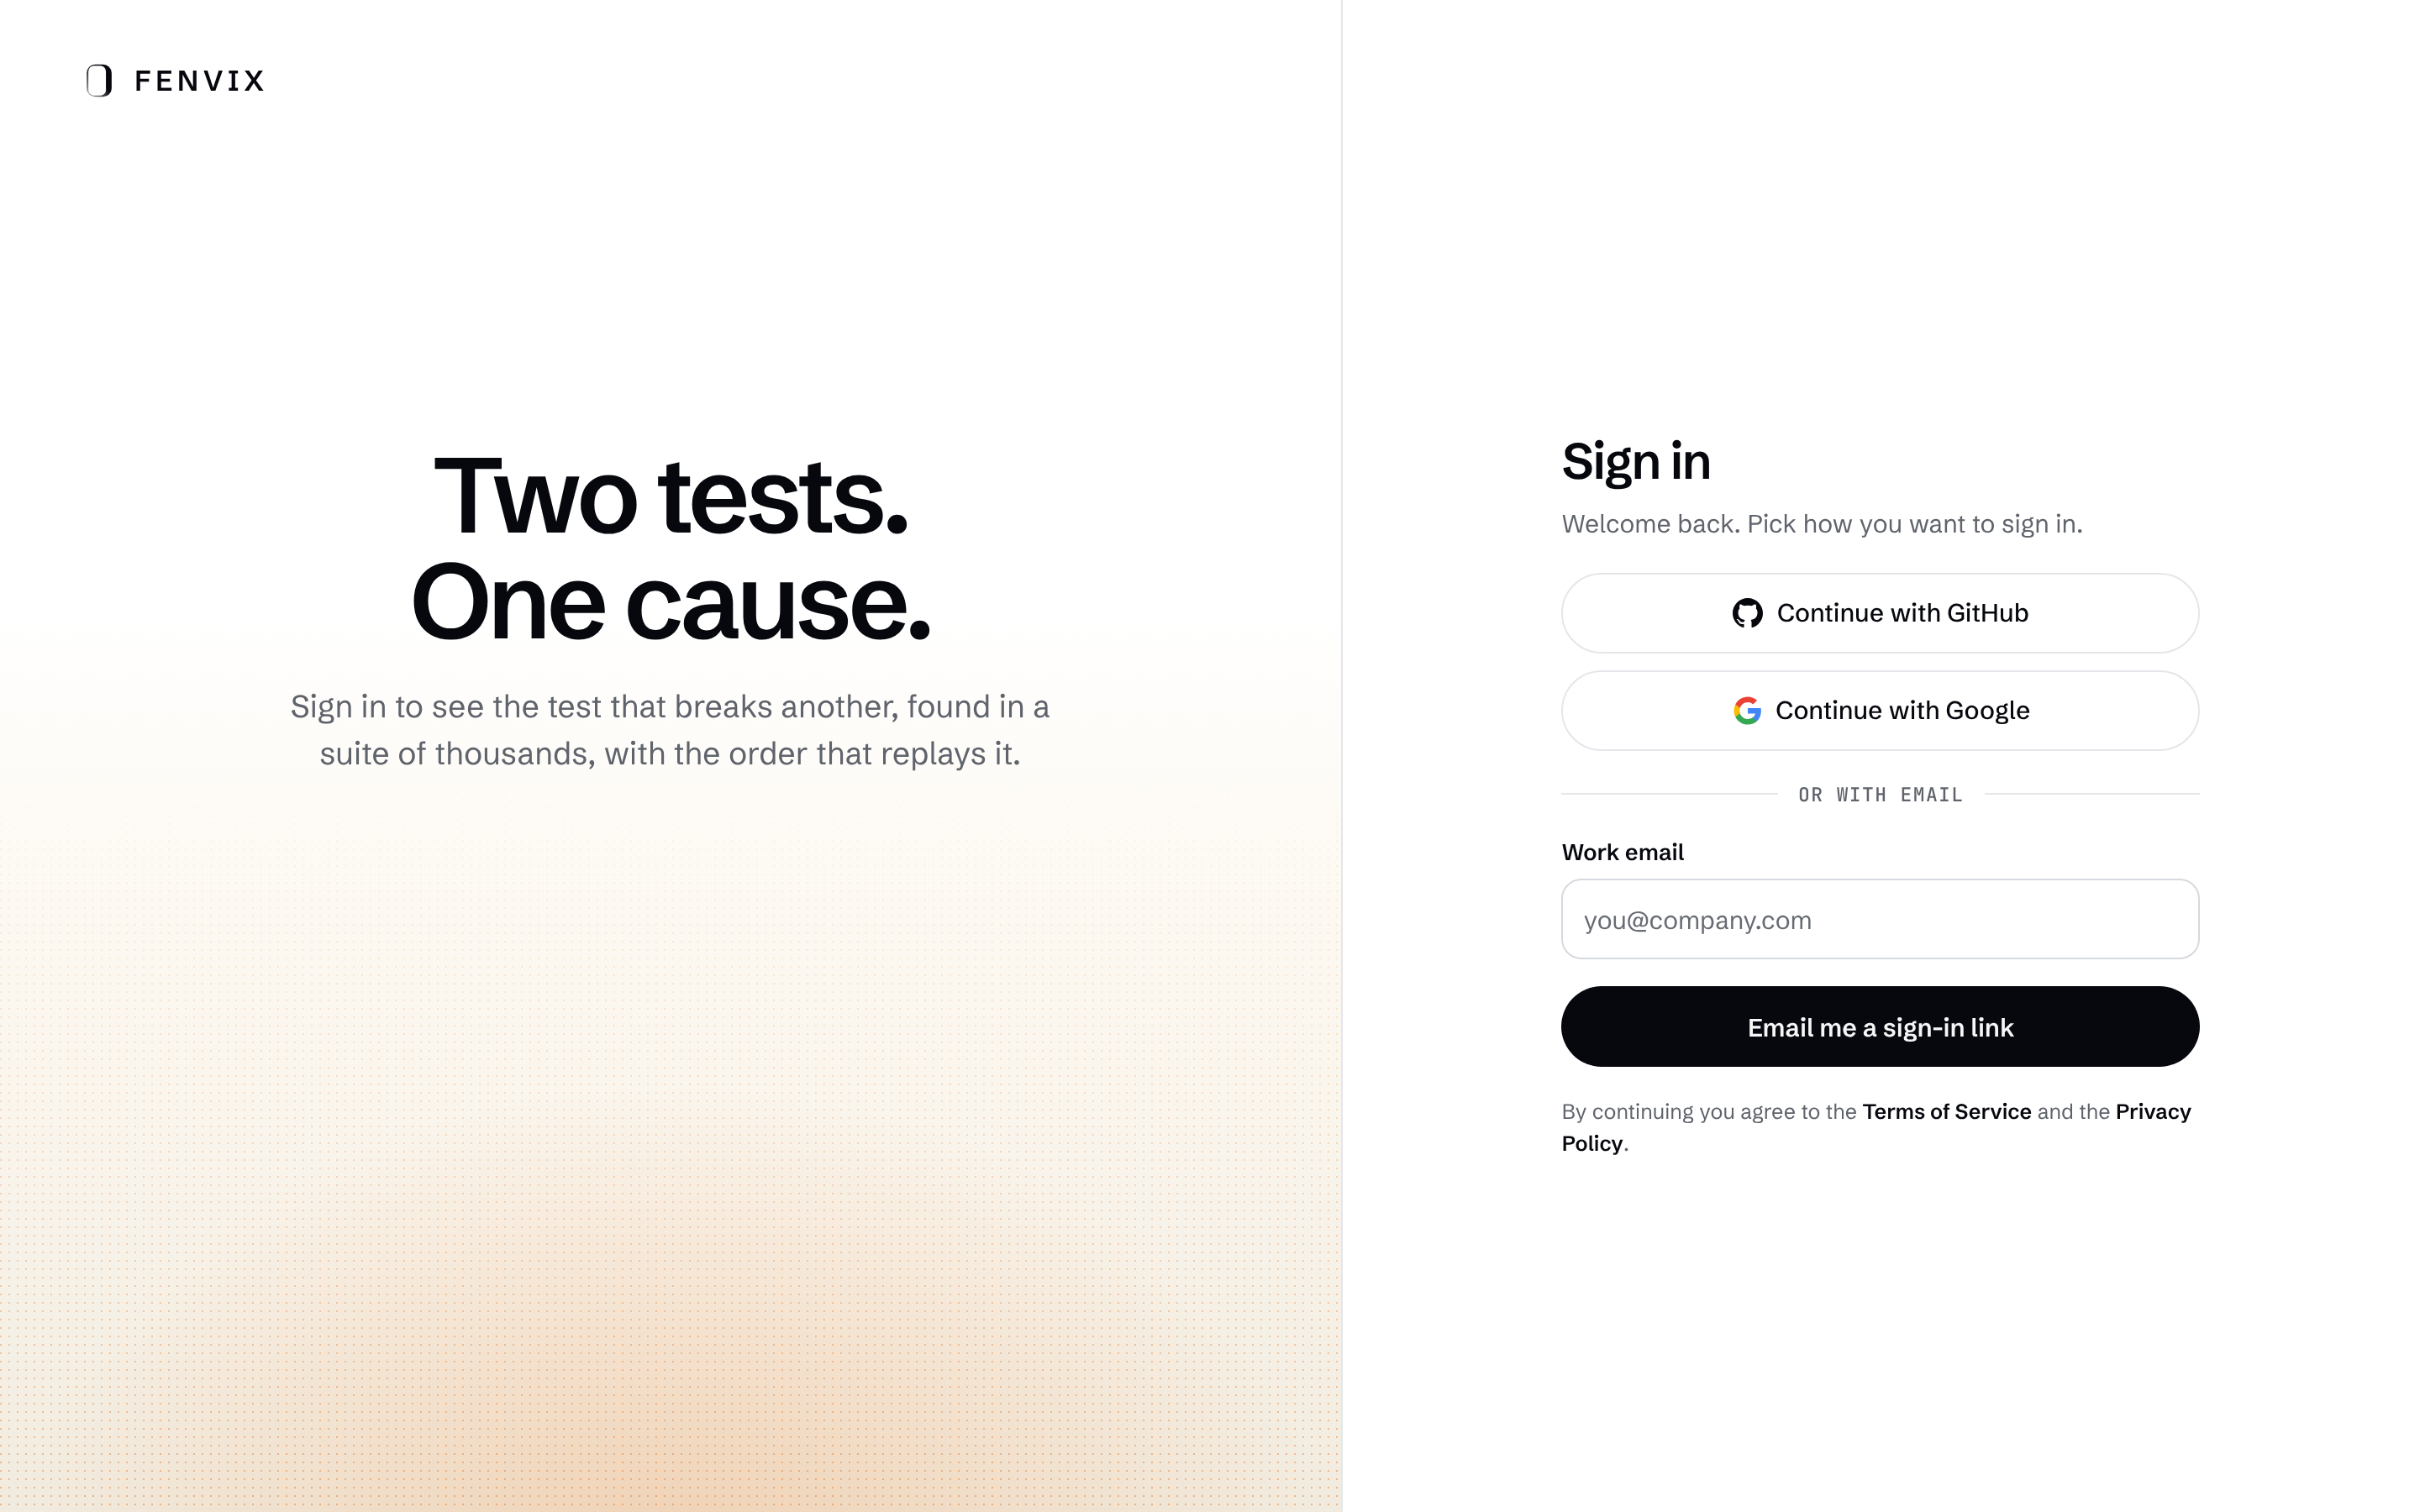 FENVIX
Two tests.
One cause.
Sign in to see the test that breaks another, found in a
suite of thousands, with the order that replays it.
Sign in
Welcome back. Pick how you want to sign in.
Continue with GitHub
Continue with Google
OR WITH EMAIL
Work email
you@company.com
Email me a sign-in link
By continuing you agree to the Terms of Service and the Privacy
Policy.